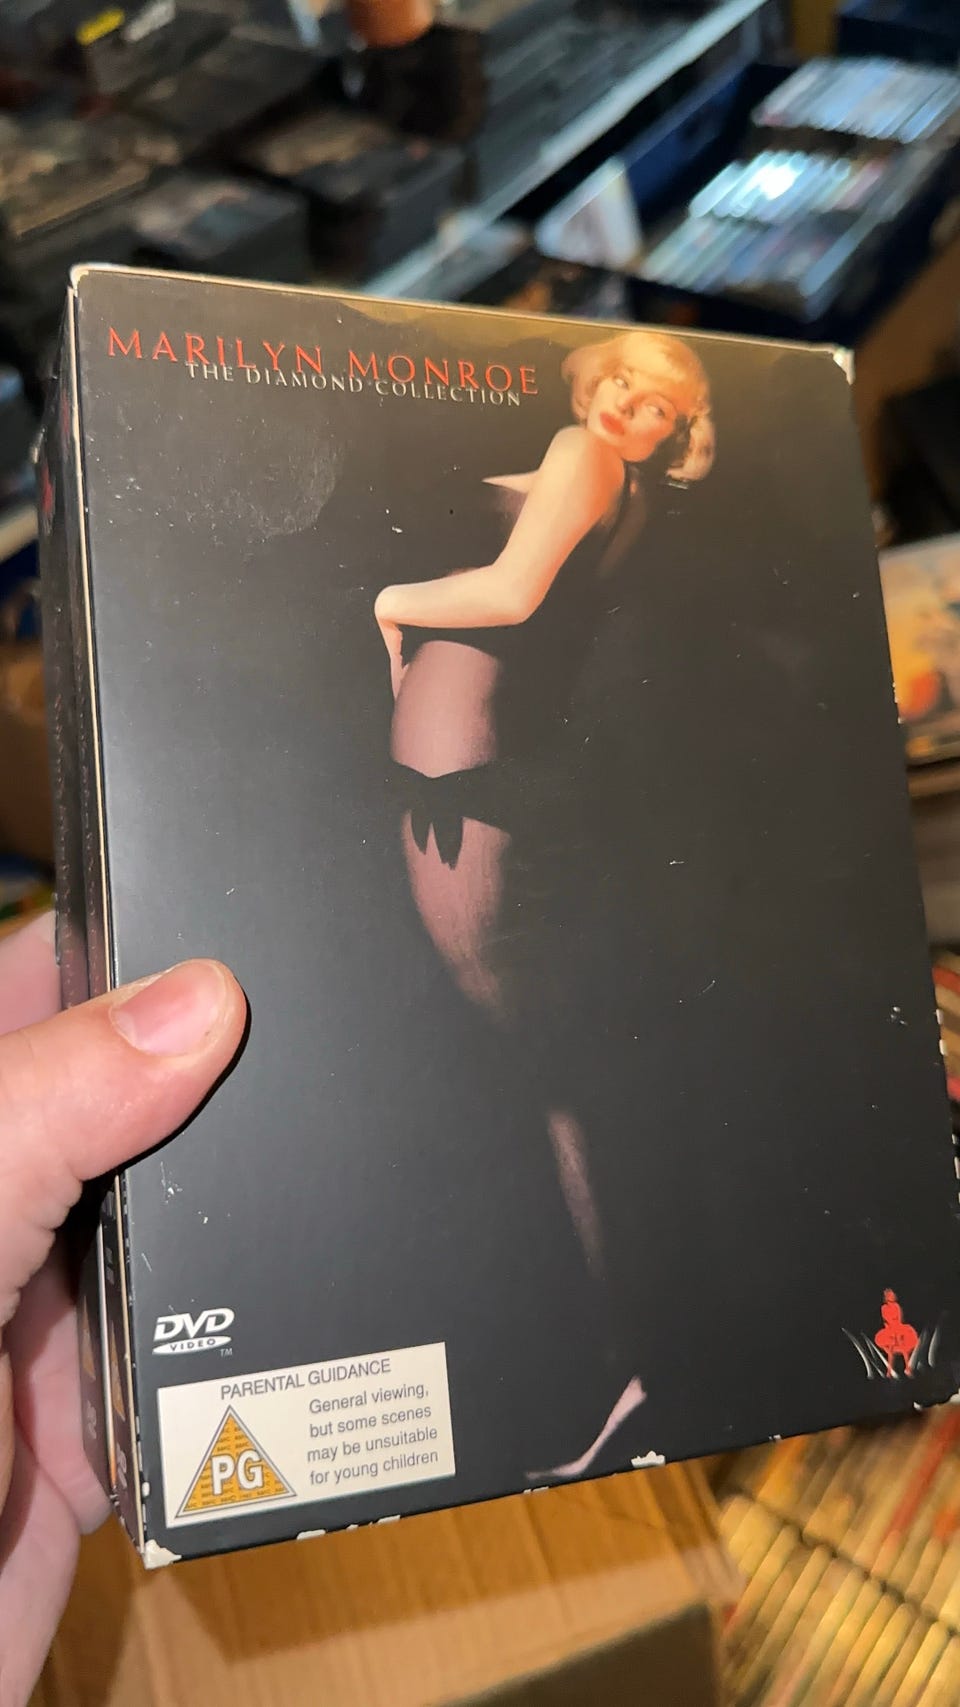 MARILYN MONROE
THE DIAMOND COLLECTION
DVD
VIDEO
TM
PARENTAL GUIDANCE
PG
General viewing,
but some scenes
may be unsuitable
for young children